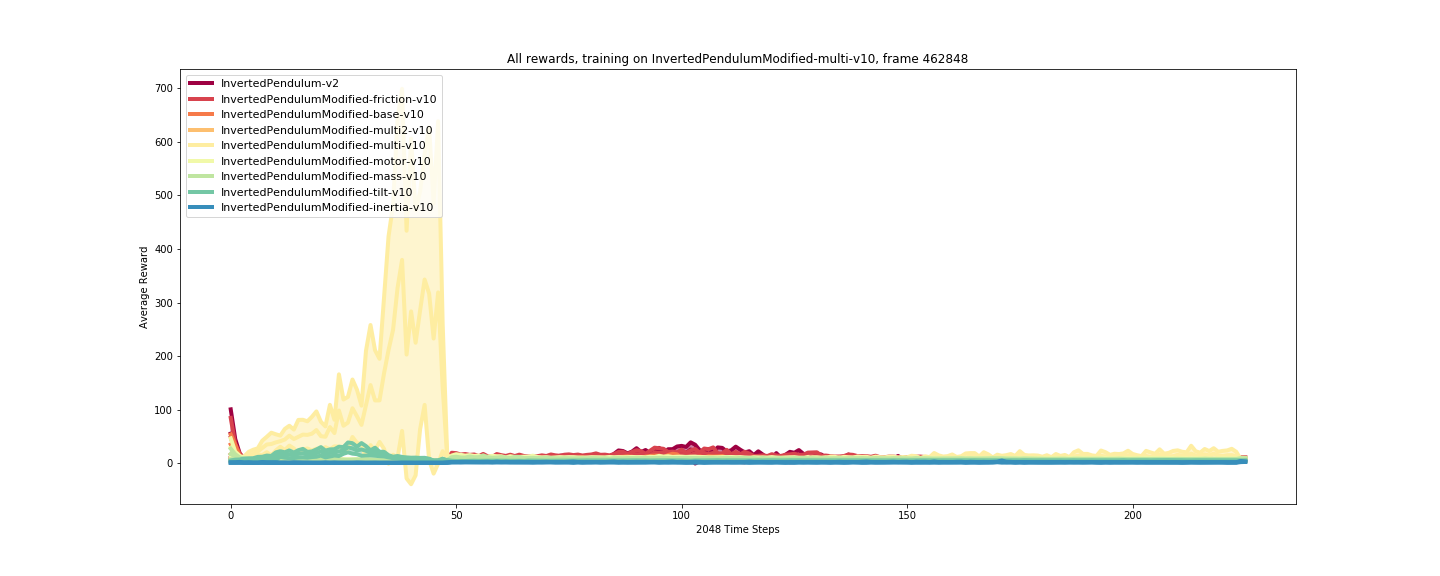 All rewards, training on InvertedPendulumModified-multi-v10, frame 462848
InvertedPendulum-v2
InvertedPendulumModified-friction-v10
InvertedPendulumModified-base-v10
InvertedPendulumModified-multi2-v10
InvertedPendulumModified-multi-v10
InvertedPendulumModified-motor-v10
InvertedPendulumModified-mass-v10
InvertedPendulumModified-tilt-v10
InvertedPendulumModified-inertia-v10
Average Reward
700
600
500
400
300
200
100
0
0 50 100 150 200
2048 Time Steps